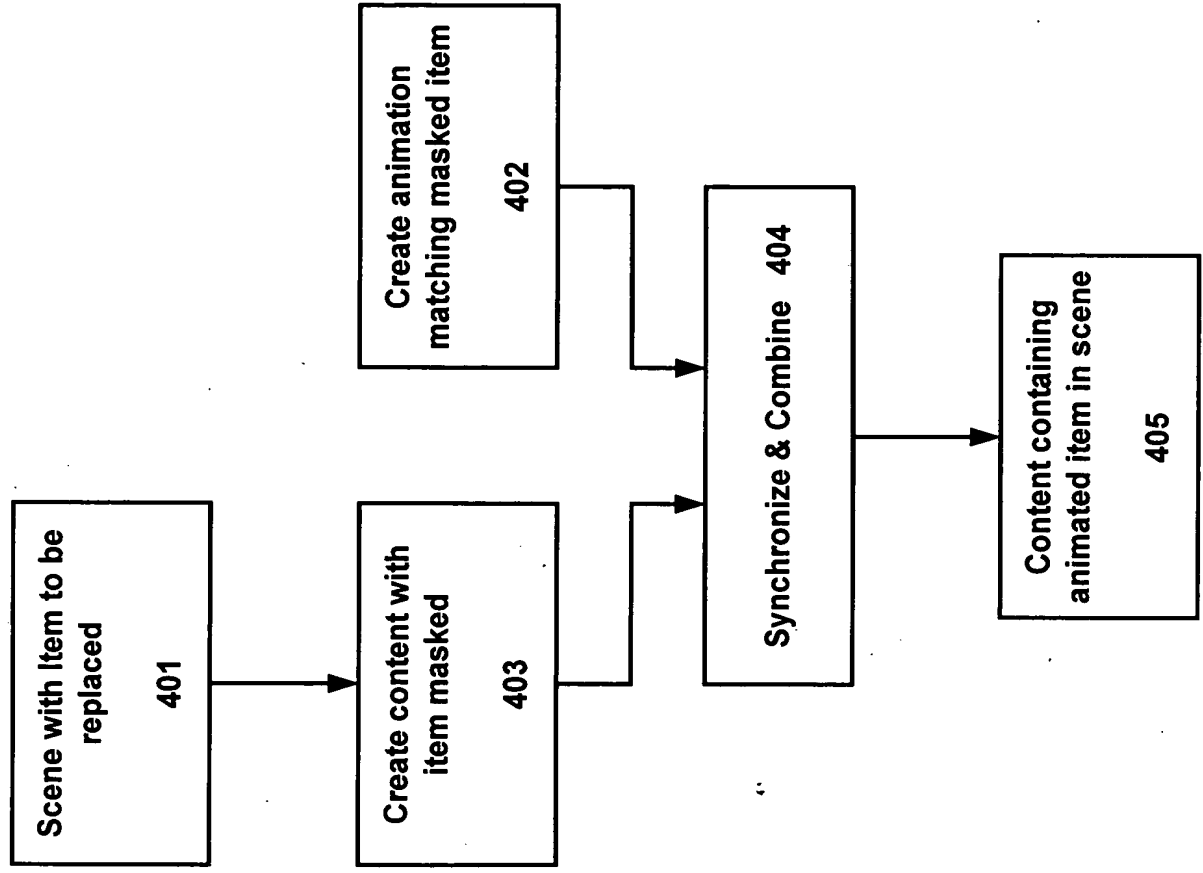 Scene with Item to be
replaced
401
Create content with
item masked
403
Create animation
matching masked item
402
Synchronize & Combine 404
Content containing
animated item in scene
405